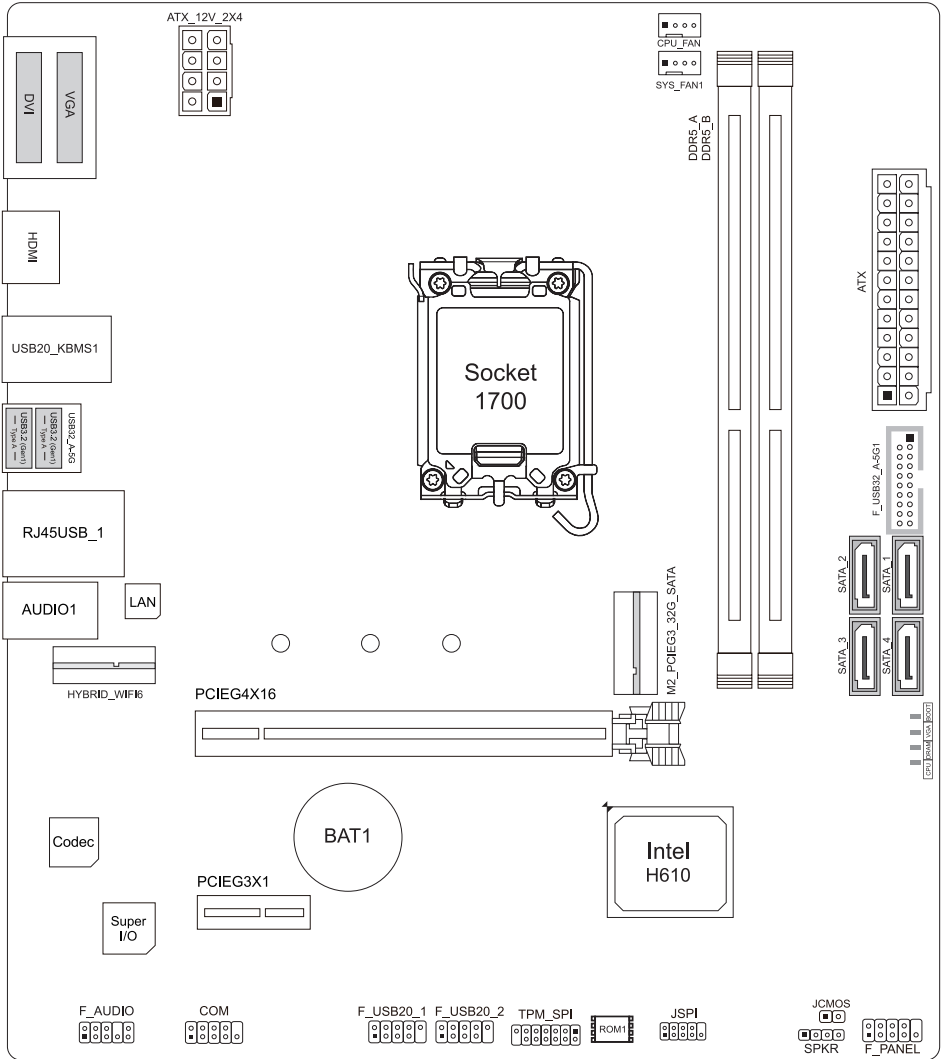 ATX_12V_2X4
CPU_FAN
SYS_FAN1
DVI
VGA
DDR5_A
DDR5_B
HDMI
ATX
USB20_KBMS1
Socket
1700
USB3.2 (Gen1)
— Type A —
USB3.2 (Gen1)
— Type A —
USB32_A-5G
F_USB32_A-5G1
RJ45USB_1
SATA_2
SATA_1
AUDIO1
LAN
M2_PCIEG3_32G_SATA
SATA_3
SATA_4
HYBRID_WIFI6
PCIEG4X16
CPU
DRAM
VGA
BOOT
Codec
BAT1
Intel
H610
PCIEG3X1
Super
I/O
F_AUDIO
COM
F_USB20_1
F_USB20_2
TPM_SPI
ROM1
JSPI
JCMOS
SPKR
F_PANEL